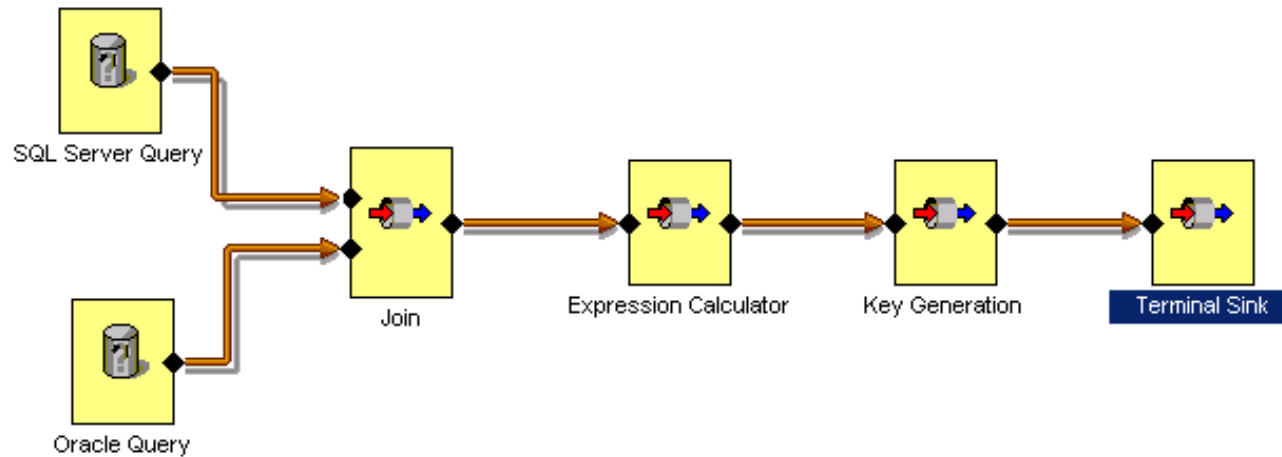 SQL Server Query
Join
Expression Calculator
Key Generation
Terminal Sink
Oracle Query